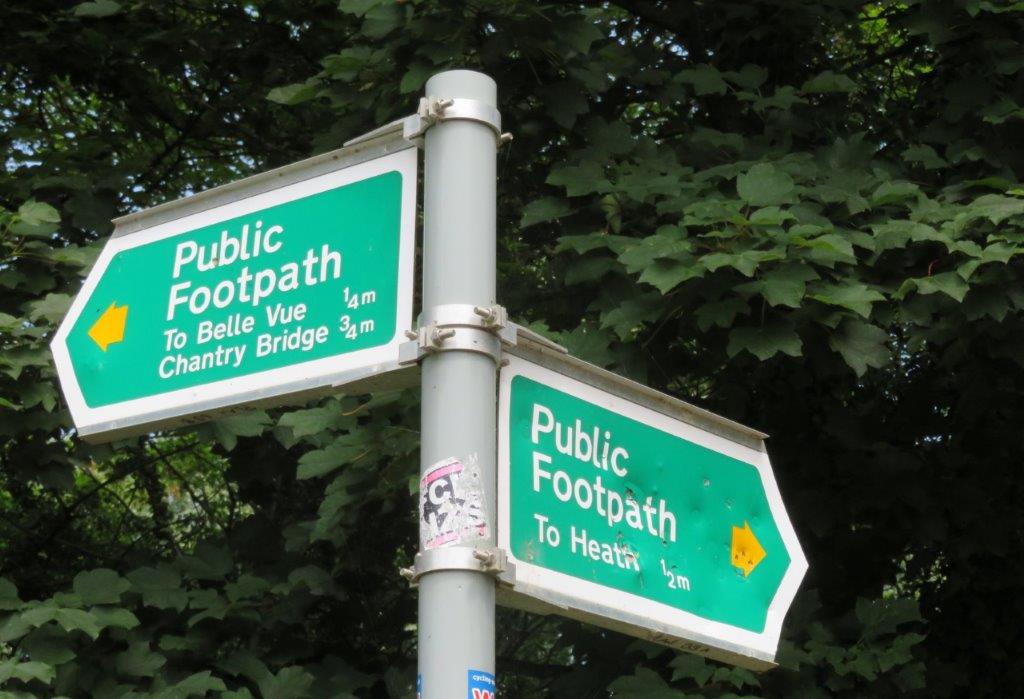 Public
Footpath
To Belle Vue ¼m
Chantry Bridge ¾m
Public
Footpath
To Heath ½m